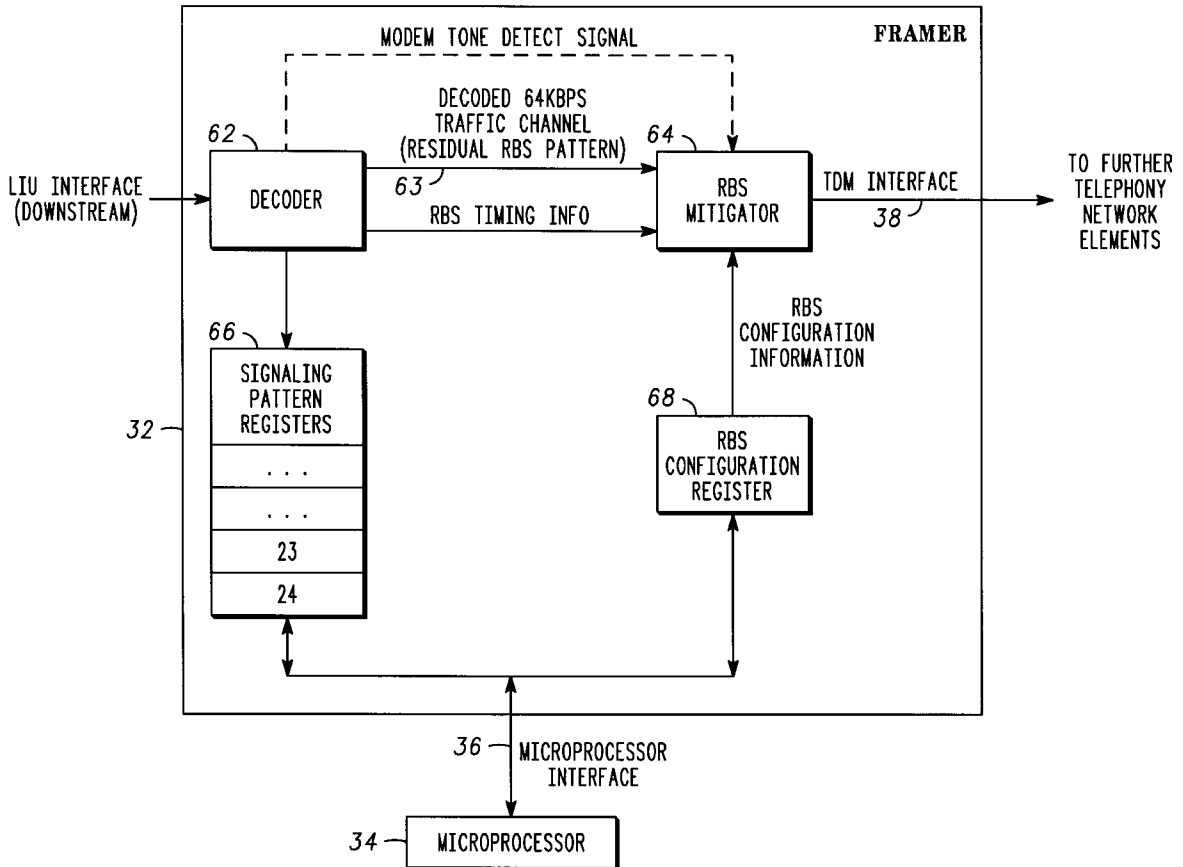 FRAMER
MODEM TONE DETECT SIGNAL
DECODED 64KBPS
TRAFFIC CHANNEL
(RESIDUAL RBS PATTERN)
62
64
63
LIU INTERFACE
(DOWNSTREAM)
DECODER
RBS
MITIGATOR
TDM INTERFACE
38
TO FURTHER
TELEPHONY
NETWORK
ELEMENTS
RBS TIMING INFO
66
SIGNALING
PATTERN
REGISTERS
. . .
. . .
23
24
RBS
CONFIGURATION
INFORMATION
68
RBS
CONFIGURATION
REGISTER
32
36
MICROPROCESSOR
INTERFACE
34
MICROPROCESSOR